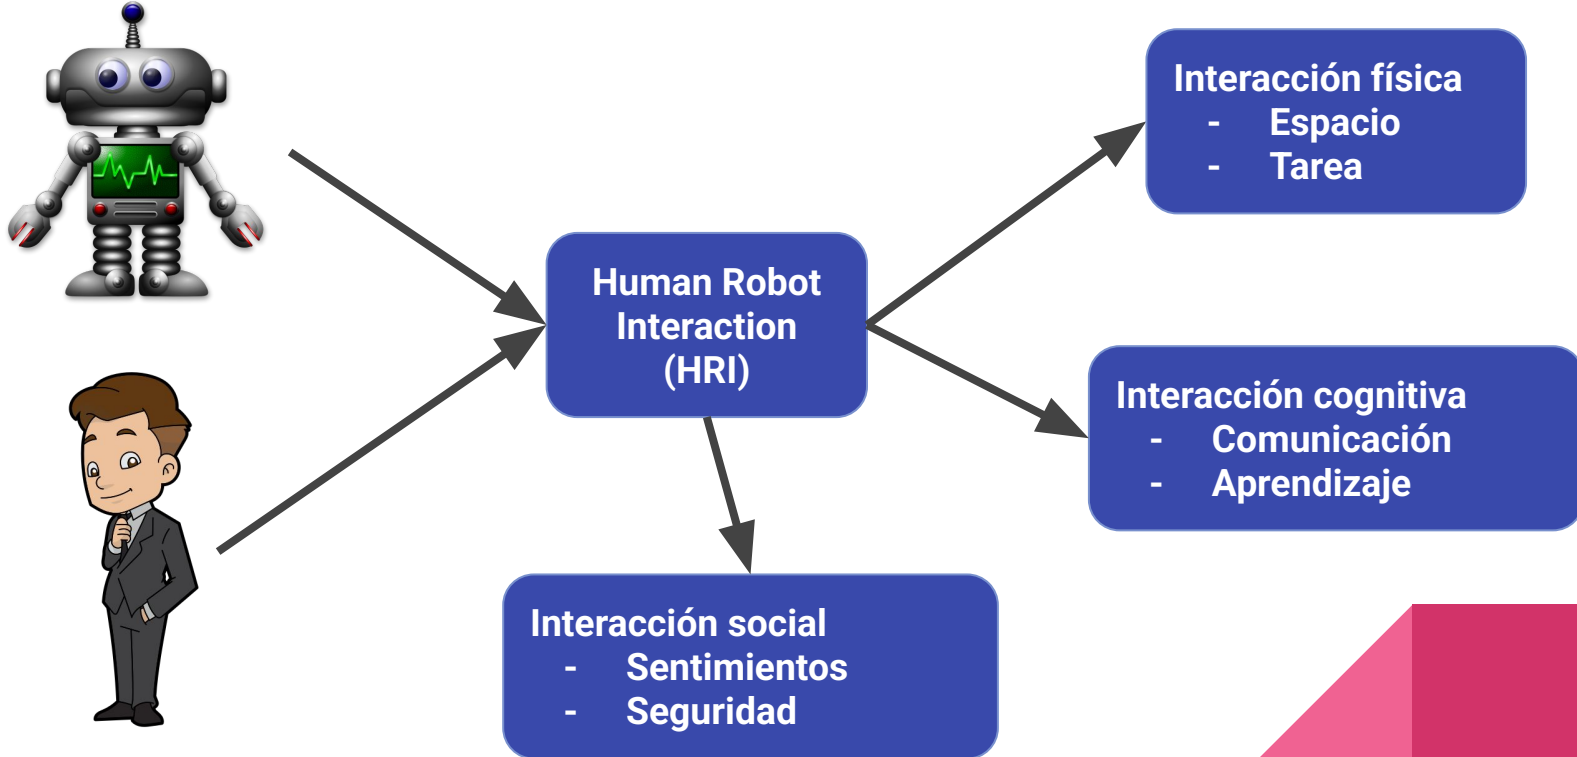 Human Robot
Interaction
(HRI)
Interacción física
- Espacio
- Tarea
Interacción cognitiva
- Comunicación
- Aprendizaje
Interacción social
- Sentimientos
- Seguridad